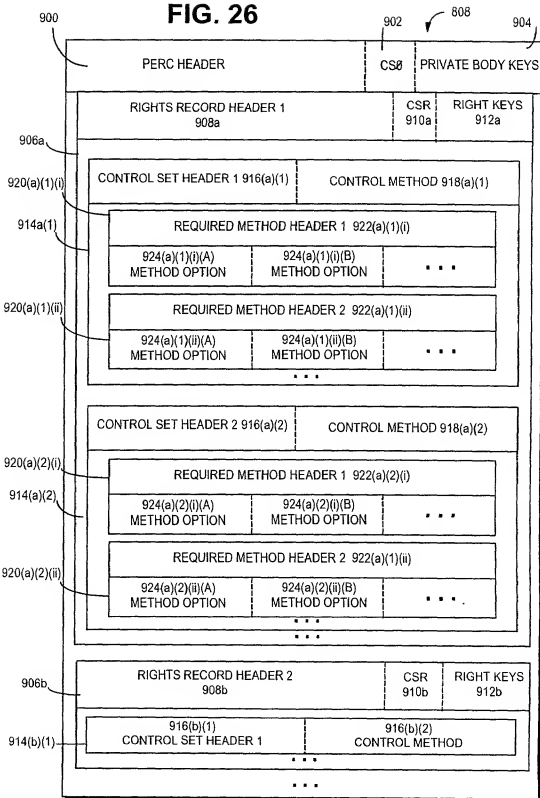 FIG. 26
900
902
808
904
PERC HEADER
CS0
PRIVATE BODY KEYS
RIGHTS RECORD HEADER 1
908a
CSR
910a
RIGHT KEYS
912a
906a
920(a)(1)(i)
CONTROL SET HEADER 1 916(a)(1)
CONTROL METHOD 918(a)(1)
914a(1)
REQUIRED METHOD HEADER 1 922(a)(1)(i)
924(a)(1)(i)(A)
METHOD OPTION
924(a)(1)(i)(B)
METHOD OPTION
• • •
920(a)(1)(ii)
REQUIRED METHOD HEADER 2 922(a)(1)(ii)
924(a)(1)(ii)(A)
METHOD OPTION
924(a)(1)(ii)(B)
METHOD OPTION
• • •
• • •
CONTROL SET HEADER 2 916(a)(2)
CONTROL METHOD 918(a)(2)
920(a)(2)(i)
REQUIRED METHOD HEADER 1 922(a)(2)(i)
914(a)(2)
924(a)(2)(i)(A)
METHOD OPTION
924(a)(2)(i)(B)
METHOD OPTION
• • •
REQUIRED METHOD HEADER 2 922(a)(1)(ii)
920(a)(2)(ii)
924(a)(2)(ii)(A)
METHOD OPTION
924(a)(2)(ii)(B)
METHOD OPTION
• • •
• • •
• • •
906b
RIGHTS RECORD HEADER 2
908b
CSR
910b
RIGHT KEYS
912b
914(b)(1)
916(b)(1)
CONTROL SET HEADER 1
916(b)(2)
CONTROL METHOD
• • •
• • •